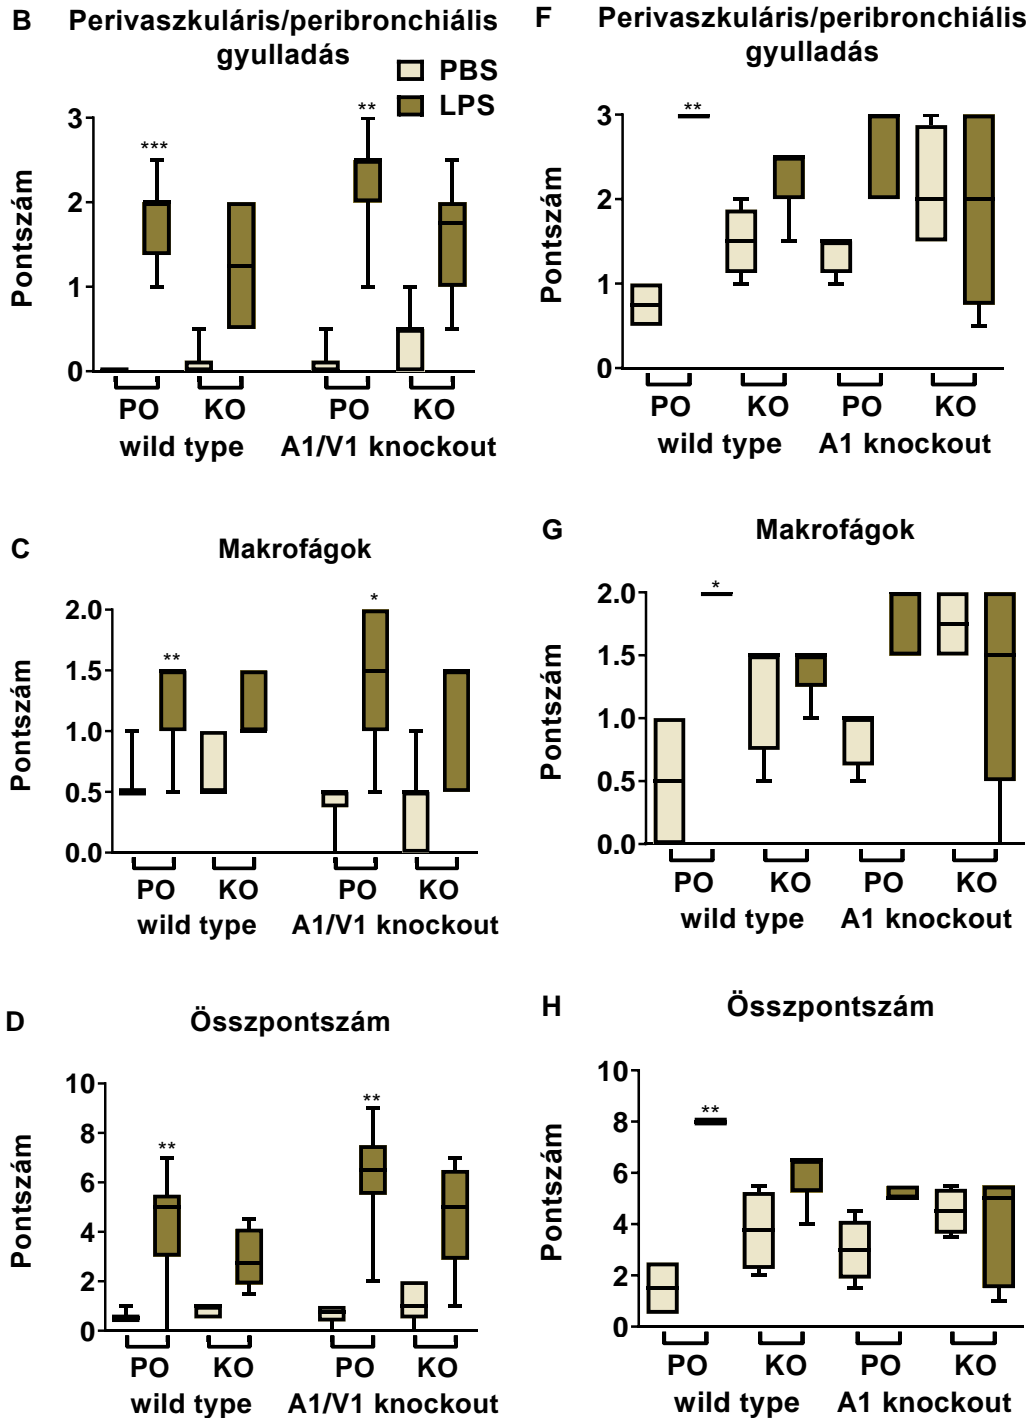 B Perivaszkuláris/peribronchiális
gyulladás
PBS
LPS
Pontszám
3
2
1
0
***
**
PO
KO
PO
KO
wild type
A1/V1 knockout
F Perivaszkuláris/peribronchiális
gyulladás
Pontszám
3
2
1
0
**
PO
KO
PO
KO
wild type
A1 knockout
C Makrofágok
Pontszám
2.0
1.5
1.0
0.5
0.0
**
*
PO
KO
PO
KO
wild type
A1/V1 knockout
G Makrofágok
Pontszám
2.0
1.5
1.0
0.5
0.0
*
PO
KO
PO
KO
wild type
A1 knockout
D Összpontszám
Pontszám
10
8
6
4
2
0
**
**
PO
KO
PO
KO
wild type
A1/V1 knockout
H Összpontszám
Pontszám
10
8
6
4
2
0
**
PO
KO
PO
KO
wild type
A1 knockout